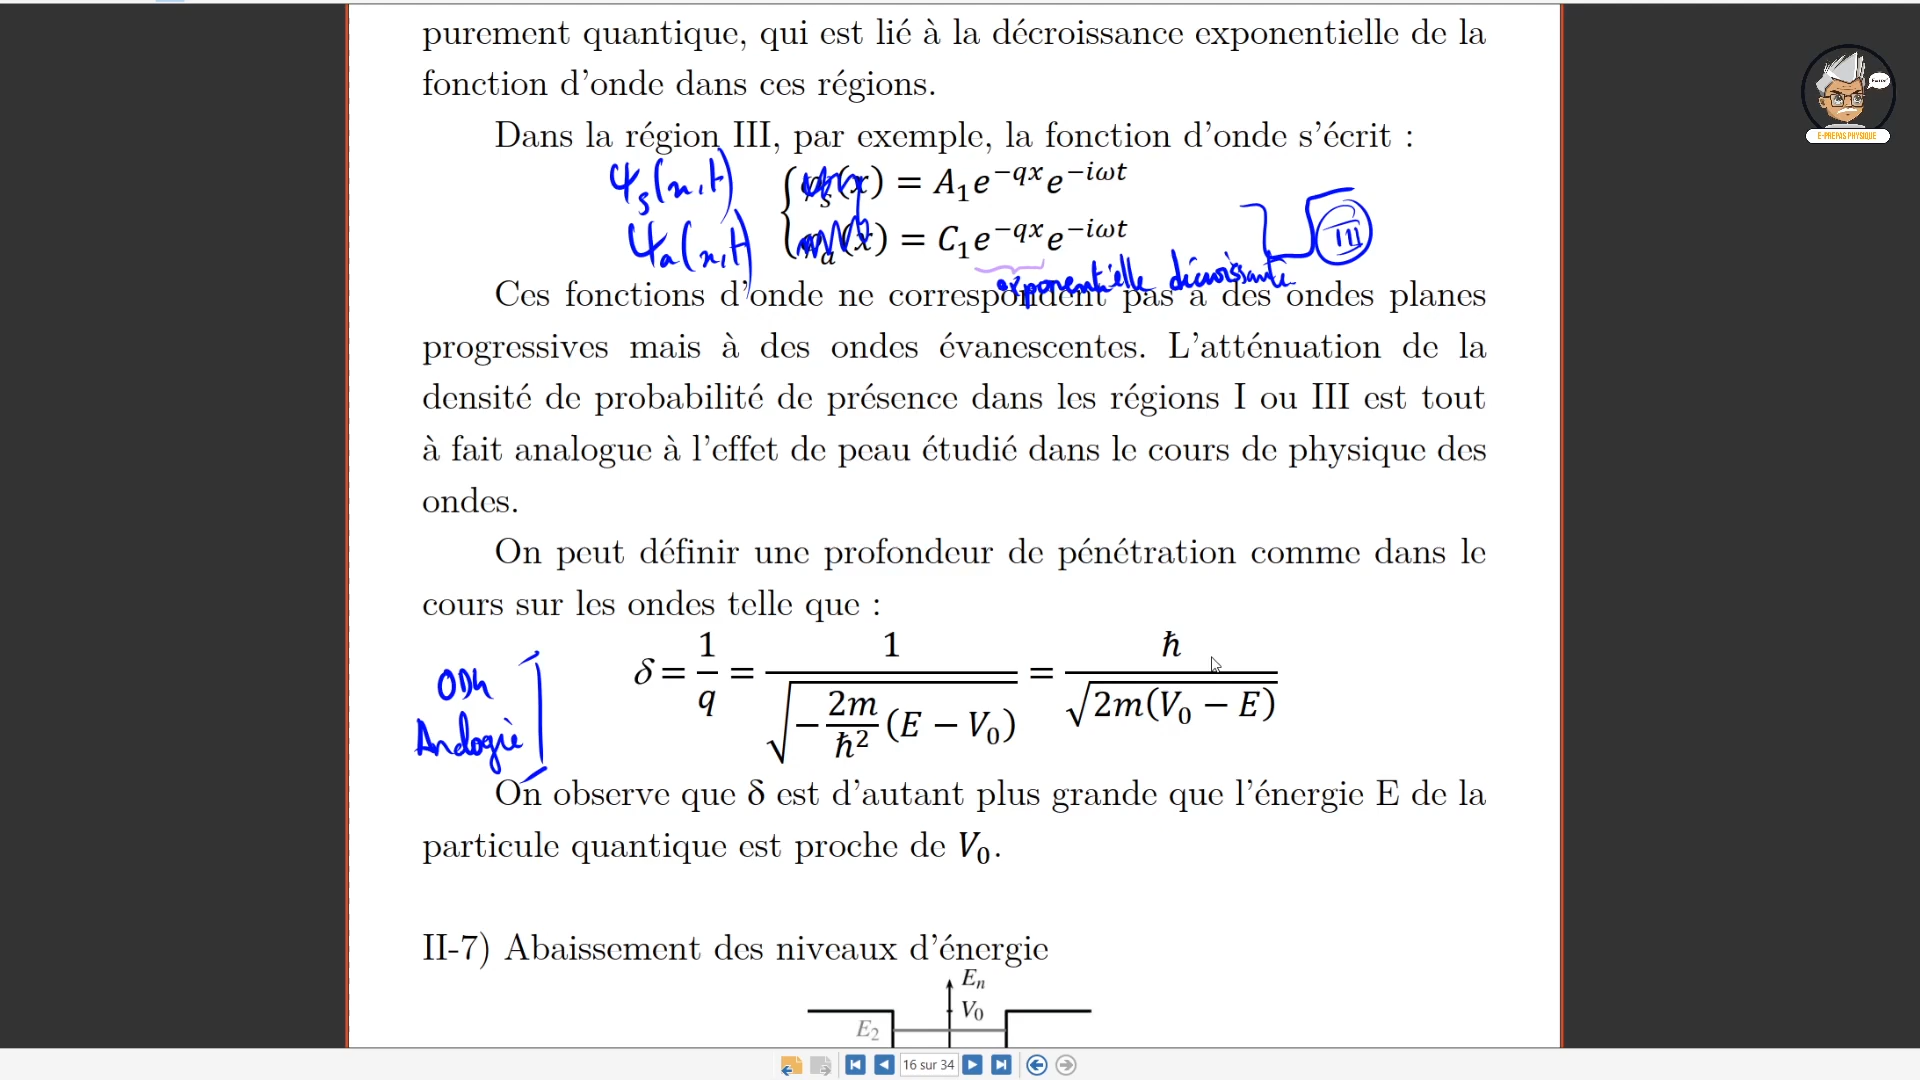 purement quantique, qui est lié à la décroissance exponentielle de la
fonction d'onde dans ces régions.
Dans la région III, par exemple, la fonction d'onde s'écrit :
Ψs(x,t) (x) = A₁e^{-qx}e^{-iωt}
Ψa(x,t) (x) = C₁e^{-qx}e^{-iωt}
III
exponentielle décroissante
Ces fonctions d'onde ne correspondent pas à des ondes planes
progressives mais à des ondes évanescentes. L'atténuation de la
densité de probabilité de présence dans les régions I ou III est tout
à fait analogue à l'effet de peau étudié dans le cours de physique des
ondes.
On peut définir une profondeur de pénétration comme dans le
cours sur les ondes telle que :
ODM
Analogie
δ = 1/q = 1/√(-2m/ħ²(E − V₀)) = ħ/√(2m(V₀ − E))
On observe que δ est d'autant plus grande que l'énergie E de la
particule quantique est proche de V₀.
II-7) Abaissement des niveaux d'énergie
Eₙ
V₀
E₂
16 sur 34
E-PREPAS PHYSIQUE